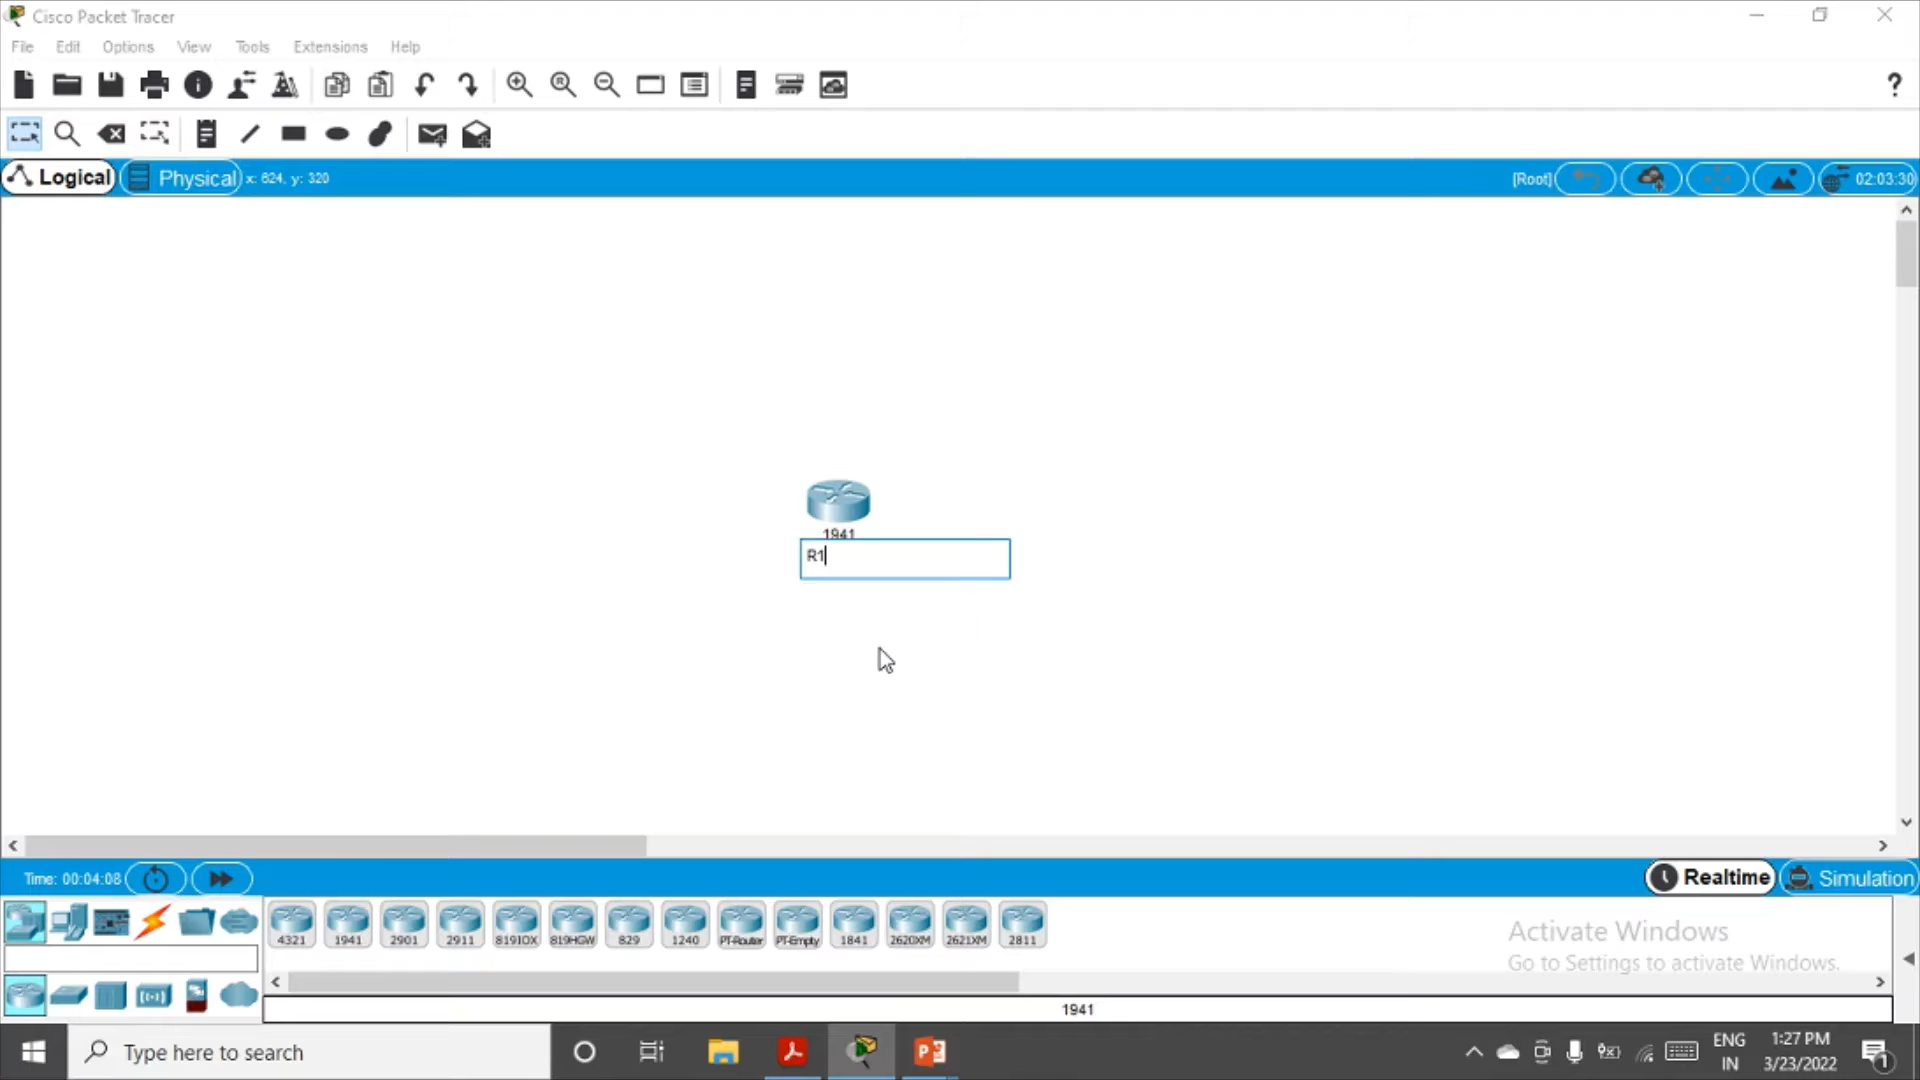 Cisco Packet Tracer
File Edit Options View Tools Extensions Help
?
Logical Physical x: 624, y: 320 [Root] 02:03:30
1941
R1
Time: 00:04:08 Realtime Simulation
4321 1941 2901 2911 819IOX 819HGW 829 1240 PT-Router PT-Empty 1841 2620XM 2621XM 2811
Activate Windows
Go to Settings to activate Windows.
1941
Type here to search
ENG
IN
1:27 PM
3/23/2022
1